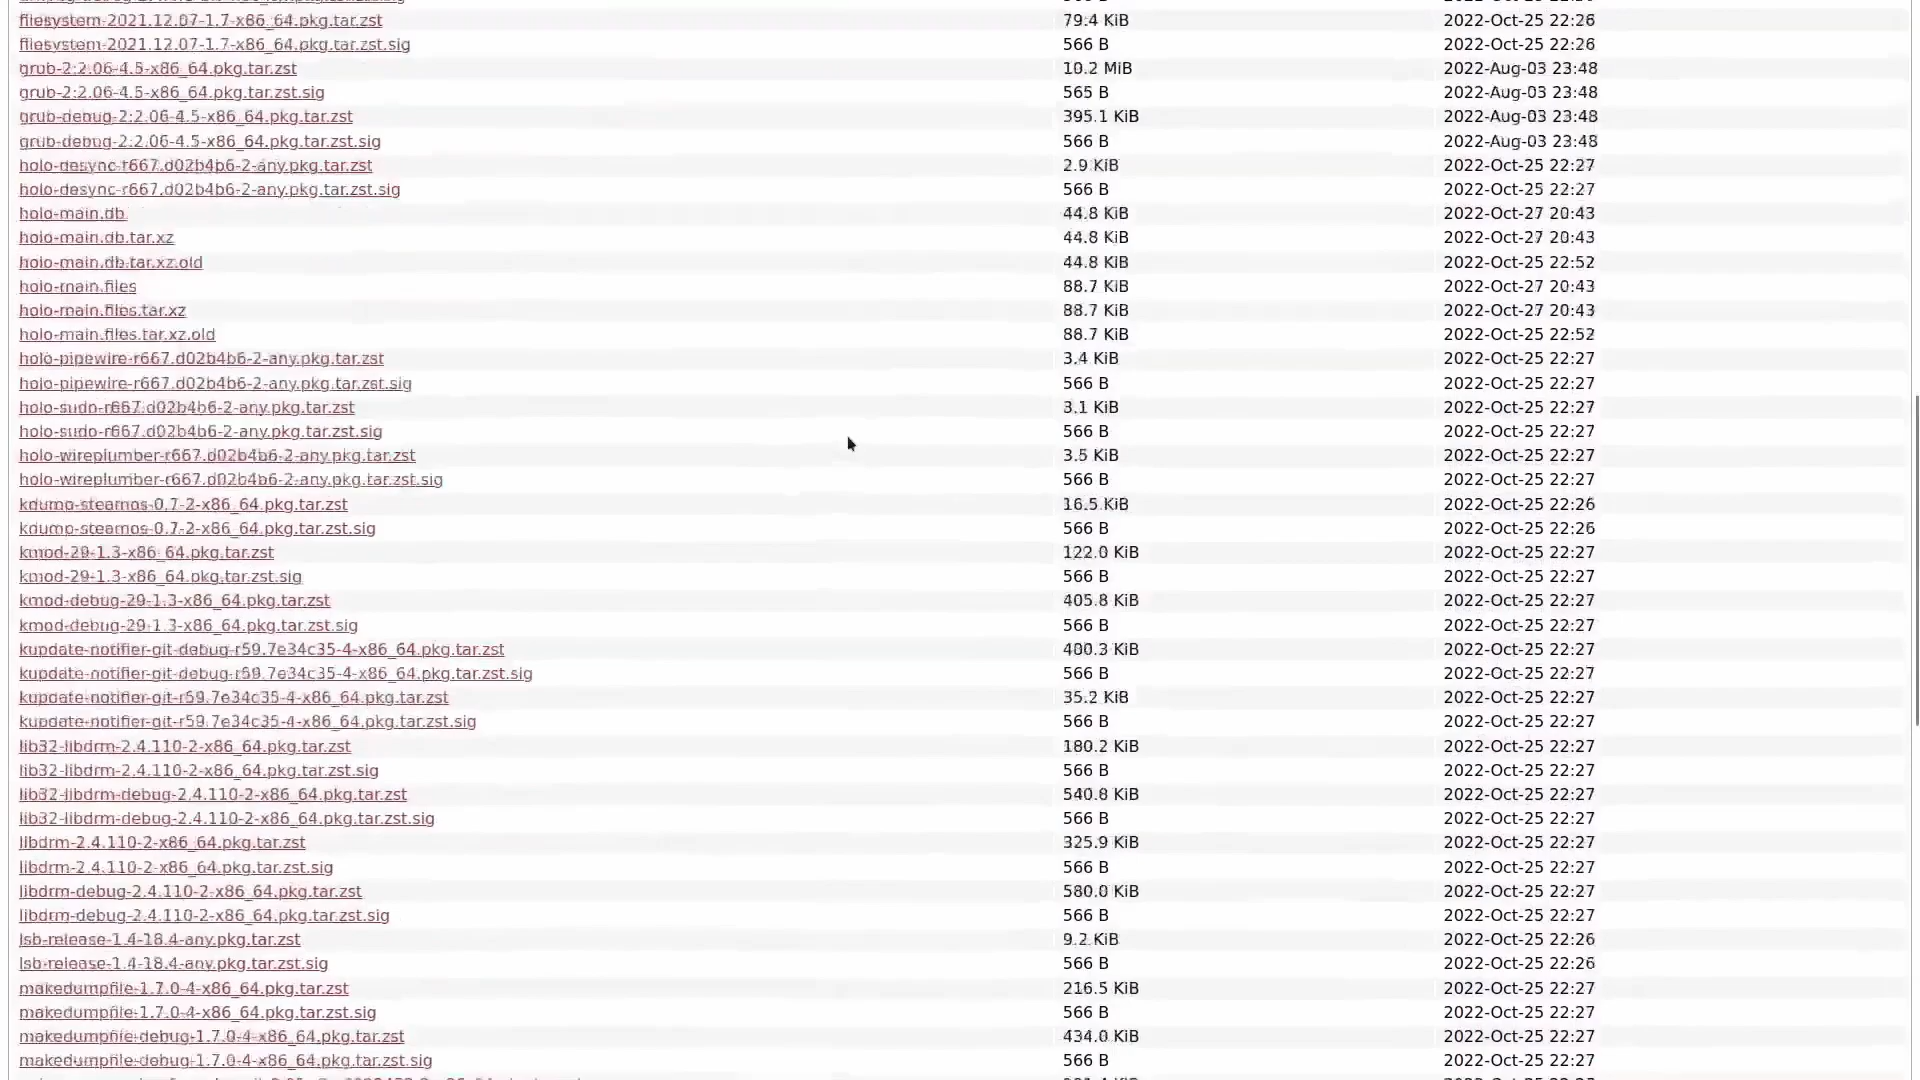 filesystem-2021.12.07-1.7-x86_64.pkg.tar.zst 79.4 KiB 2022-Oct-25 22:26
filesystem-2021.12.07-1.7-x86_64.pkg.tar.zst.sig 566 B 2022-Oct-25 22:26
grub-2:2.06-4.5-x86_64.pkg.tar.zst 10.2 MiB 2022-Aug-03 23:48
grub-2:2.06-4.5-x86_64.pkg.tar.zst.sig 565 B 2022-Aug-03 23:48
grub-debug-2:2.06-4.5-x86_64.pkg.tar.zst 395.1 KiB 2022-Aug-03 23:48
grub-debug-2:2.06-4.5-x86_64.pkg.tar.zst.sig 566 B 2022-Aug-03 23:48
holo-desync-r667.d02b4b6-2-any.pkg.tar.zst 2.9 KiB 2022-Oct-25 22:27
holo-desync-r667.d02b4b6-2-any.pkg.tar.zst.sig 566 B 2022-Oct-25 22:27
holo-main.db 44.8 KiB 2022-Oct-27 20:43
holo-main.db.tar.xz 44.8 KiB 2022-Oct-27 20:43
holo-main.db.tar.xz.old 44.8 KiB 2022-Oct-25 22:52
holo-main.files 88.7 KiB 2022-Oct-27 20:43
holo-main.files.tar.xz 88.7 KiB 2022-Oct-27 20:43
holo-main.files.tar.xz.old 88.7 KiB 2022-Oct-25 22:52
holo-pipewire-r667.d02b4b6-2-any.pkg.tar.zst 3.4 KiB 2022-Oct-25 22:27
holo-pipewire-r667.d02b4b6-2-any.pkg.tar.zst.sig 566 B 2022-Oct-25 22:27
holo-sudo-r667.d02b4b6-2-any.pkg.tar.zst 3.1 KiB 2022-Oct-25 22:27
holo-sudo-r667.d02b4b6-2-any.pkg.tar.zst.sig 566 B 2022-Oct-25 22:27
holo-wireplumber-r667.d02b4b6-2-any.pkg.tar.zst 3.5 KiB 2022-Oct-25 22:27
holo-wireplumber-r667.d02b4b6-2-any.pkg.tar.zst.sig 566 B 2022-Oct-25 22:27
kdump-steamos-0.7-2-x86_64.pkg.tar.zst 16.5 KiB 2022-Oct-25 22:26
kdump-steamos-0.7-2-x86_64.pkg.tar.zst.sig 566 B 2022-Oct-25 22:26
kmod-29-1.3-x86_64.pkg.tar.zst 122.0 KiB 2022-Oct-25 22:27
kmod-29-1.3-x86_64.pkg.tar.zst.sig 566 B 2022-Oct-25 22:27
kmod-debug-29-1.3-x86_64.pkg.tar.zst 405.8 KiB 2022-Oct-25 22:27
kmod-debug-29-1.3-x86_64.pkg.tar.zst.sig 566 B 2022-Oct-25 22:27
kupdate-notifier-git-debug-r59.7e34c35-4-x86_64.pkg.tar.zst 2022-Oct-25 22:27
kupdate-notifier-git-debug-r59.7e34c35-4-x86_64.pkg.tar.zst.sig 566 B 2022-Oct-25 22:27
kupdate-notifier-git-r59.7e34c35-4-x86_64.pkg.tar.zst 35.2 KiB 2022-Oct-25 22:27
kupdate-notifier-git-r59.7e34c35-4-x86_64.pkg.tar.zst.sig 566 B 2022-Oct-25 22:27
lib32-libdrm-2.4.110-2-x86_64.pkg.tar.zst 180.2 KiB 2022-Oct-25 22:27
lib32-libdrm-2.4.110-2-x86_64.pkg.tar.zst.sig 566 B 2022-Oct-25 22:27
lib32-libdrm-debug-2.4.110-2-x86_64.pkg.tar.zst 540.8 KiB 2022-Oct-25 22:27
lib32-libdrm-debug-2.4.110-2-x86_64.pkg.tar.zst.sig 566 B 2022-Oct-25 22:27
libdrm-2.4.110-2-x86_64.pkg.tar.zst 325.9 KiB 2022-Oct-25 22:27
libdrm-2.4.110-2-x86_64.pkg.tar.zst.sig 566 B 2022-Oct-25 22:27
libdrm-debug-2.4.110-2-x86_64.pkg.tar.zst 580.0 KiB 2022-Oct-25 22:27
libdrm-debug-2.4.110-2-x86_64.pkg.tar.zst.sig 566 B 2022-Oct-25 22:27
lsb-release-1.4-18.4-any.pkg.tar.zst 9.2 KiB 2022-Oct-25 22:26
lsb-release-1.4-18.4-any.pkg.tar.zst.sig 566 B 2022-Oct-25 22:26
makedumpfile-1.7.0-4-x86_64.pkg.tar.zst 216.5 KiB 2022-Oct-25 22:27
makedumpfile-1.7.0-4-x86_64.pkg.tar.zst.sig 566 B 2022-Oct-25 22:27
makedumpfile-debug-1.7.0-4-x86_64.pkg.tar.zst 434.0 KiB 2022-Oct-25 22:27
makedumpfile-debug-1.7.0-4-x86_64.pkg.tar.zst.sig 566 B 2022-Oct-25 22:27